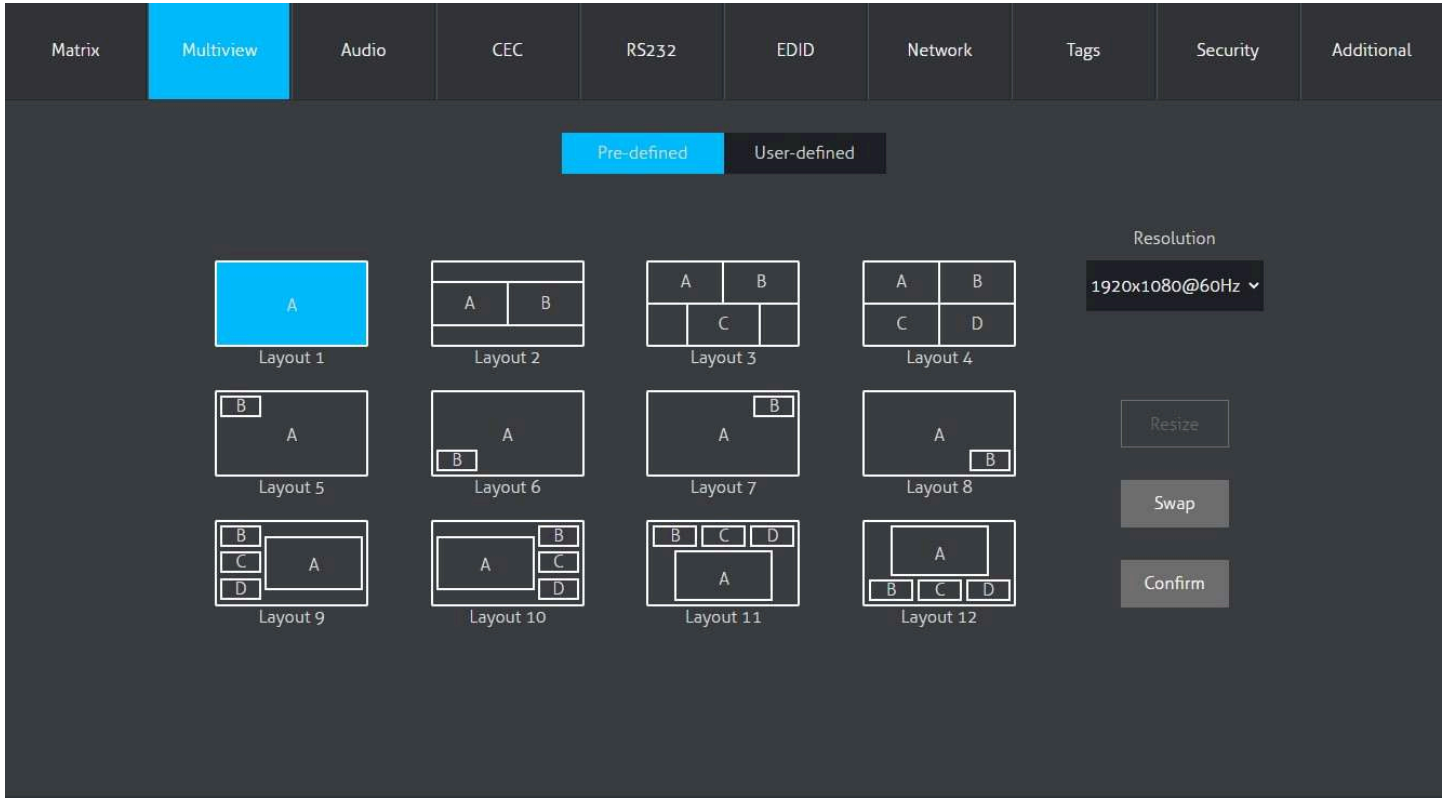 Matrix Multiview Audio CEC RS232 EDID Network Tags Security Additional
Pre-defined User-defined
Resolution
1920x1080@60Hz
A
A B
A B
C
A B
C D
Layout 1 Layout 2 Layout 3 Layout 4
B
A
A
B
B
A
A
B
Layout 5 Layout 6 Layout 7 Layout 8
Resize
Swap
B
C
D
A
A
B
C
D
B C D
A
A
B C D
Layout 9 Layout 10 Layout 11 Layout 12
Confirm